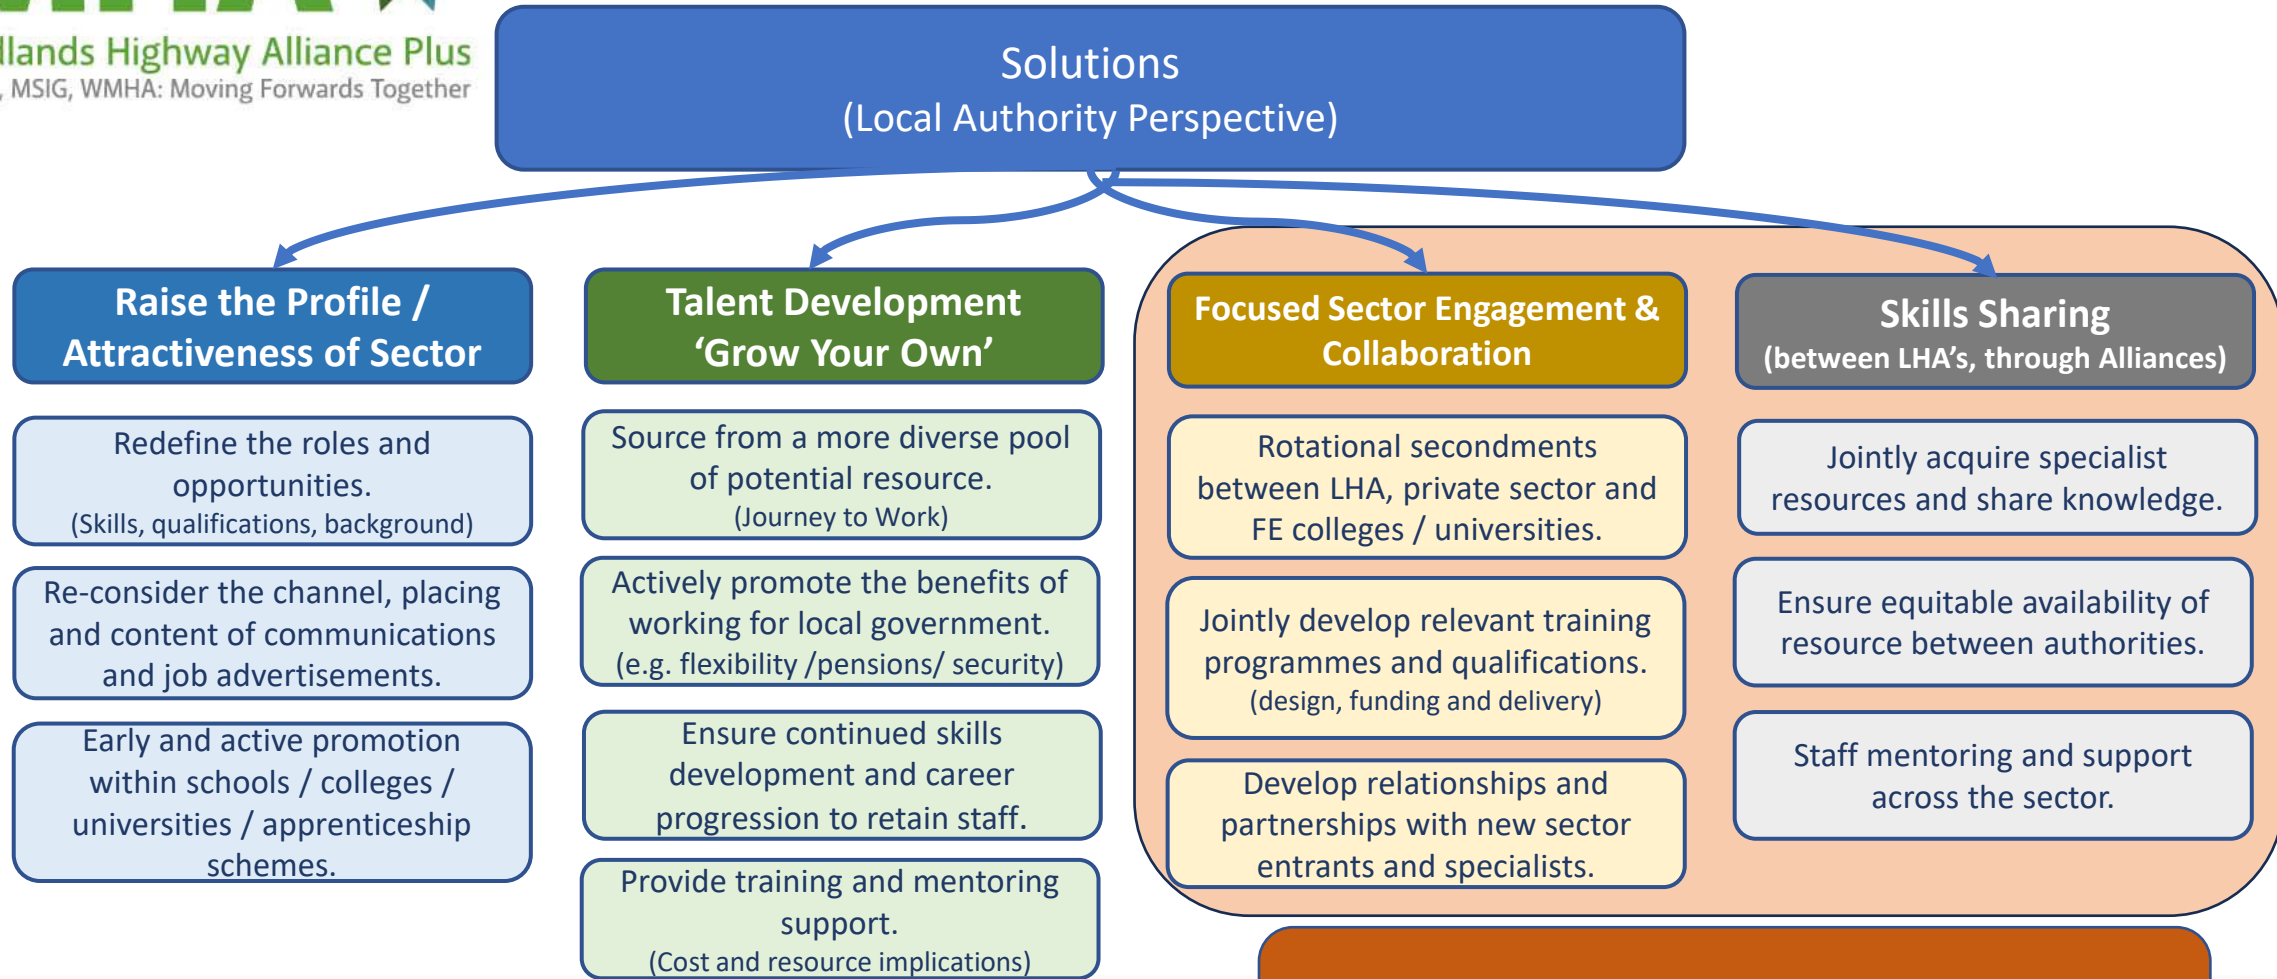 Highway Alliance Plus
MSIG, WMHA: Moving Forwards Together
Solutions
(Local Authority Perspective)
Raise the Profile /
Attractiveness of Sector
Redefine the roles and
opportunities.
(Skills, qualifications, background)
Re-consider the channel, placing
and content of communications
and job advertisements.
Early and active promotion
within schools / colleges /
universities / apprenticeship
schemes.
Talent Development
‘Grow Your Own’
Source from a more diverse pool
of potential resource.
(Journey to Work)
Actively promote the benefits of
working for local government.
(e.g. flexibility /pensions/ security)
Ensure continued skills
development and career
progression to retain staff.
Provide training and mentoring
support.
(Cost and resource implications)
Focused Sector Engagement &
Collaboration
Rotational secondments
between LHA, private sector and
FE colleges / universities.
Jointly develop relevant training
programmes and qualifications.
(design, funding and delivery)
Develop relationships and
partnerships with new sector
entrants and specialists.
Skills Sharing
(between LHA’s, through Alliances)
Jointly acquire specialist
resources and share knowledge.
Ensure equitable availability of
resource between authorities.
Staff mentoring and support
across the sector.